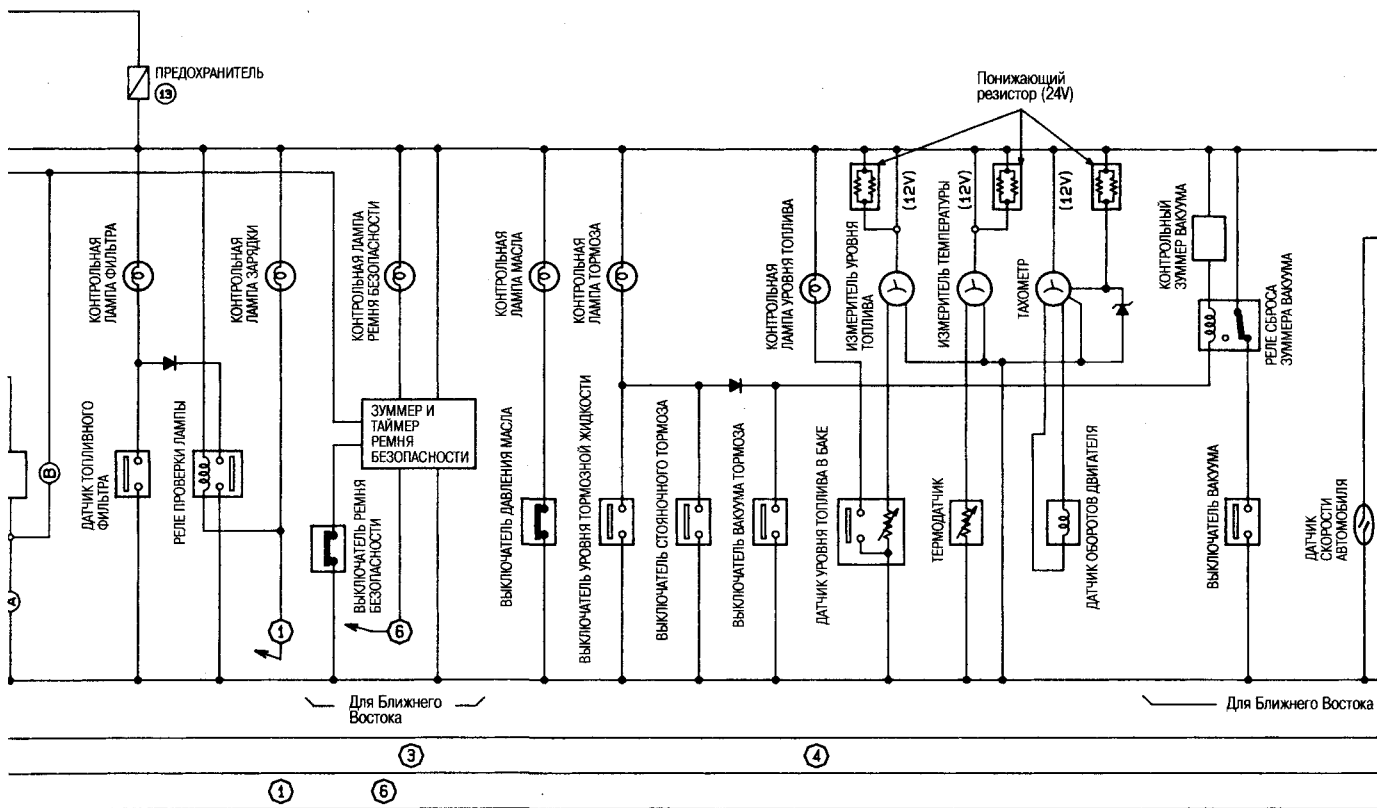 ПРЕДОХРАНИТЕЛЬ
13
Понижающий
резистор (24V)
КОНТРОЛЬНАЯ
ЛАМПА ФИЛЬТРА
КОНТРОЛЬНАЯ
ЛАМПА ЗАРЯДКИ
КОНТРОЛЬНАЯ ЛАМПА
РЕМНЯ БЕЗОПАСНОСТИ
КОНТРОЛЬНАЯ
ЛАМПА МАСЛА
КОНТРОЛЬНАЯ
ЛАМПА ТОРМОЗА
КОНТРОЛЬНАЯ
ЛАМПА УРОВНЯ ТОПЛИВА
ИЗМЕРИТЕЛЬ УРОВНЯ
ТОПЛИВА
(12V)
ИЗМЕРИТЕЛЬ ТЕМПЕРАТУРЫ
(12V)
ТАХОМЕТР
(12V)
КОНТРОЛЬНЫЙ
ЗУММЕР ВАКУУМА
РЕЛЕ СБРОСА
ЗУММЕРА ВАКУУМА
ЗУММЕР И
ТАЙМЕР
РЕМНЯ
БЕЗОПАСНОСТИ
B
A
ДАТЧИК ТОПЛИВНОГО
ФИЛЬТРА
РЕЛЕ ПРОВЕРКИ ЛАМПЫ
ВЫКЛЮЧАТЕЛЬ РЕМНЯ
БЕЗОПАСНОСТИ
ВЫКЛЮЧАТЕЛЬ ДАВЛЕНИЯ МАСЛА
ВЫКЛЮЧАТЕЛЬ УРОВНЯ ТОРМОЗНОЙ ЖИДКОСТИ
ВЫКЛЮЧАТЕЛЬ СТОЯНОЧНОГО ТОРМОЗА
ВЫКЛЮЧАТЕЛЬ ВАКУУМА ТОРМОЗА
ДАТЧИК УРОВНЯ ТОПЛИВА В БАКЕ
ТЕРМОДАТЧИК
ДАТЧИК ОБОРОТОВ ДВИГАТЕЛЯ
ВЫКЛЮЧАТЕЛЬ ВАКУУМА
ДАТЧИК
СКОРОСТИ
АВТОМОБИЛЯ
1
6
Для Ближнего
Востока
Для Ближнего Востока
3
4
1
6